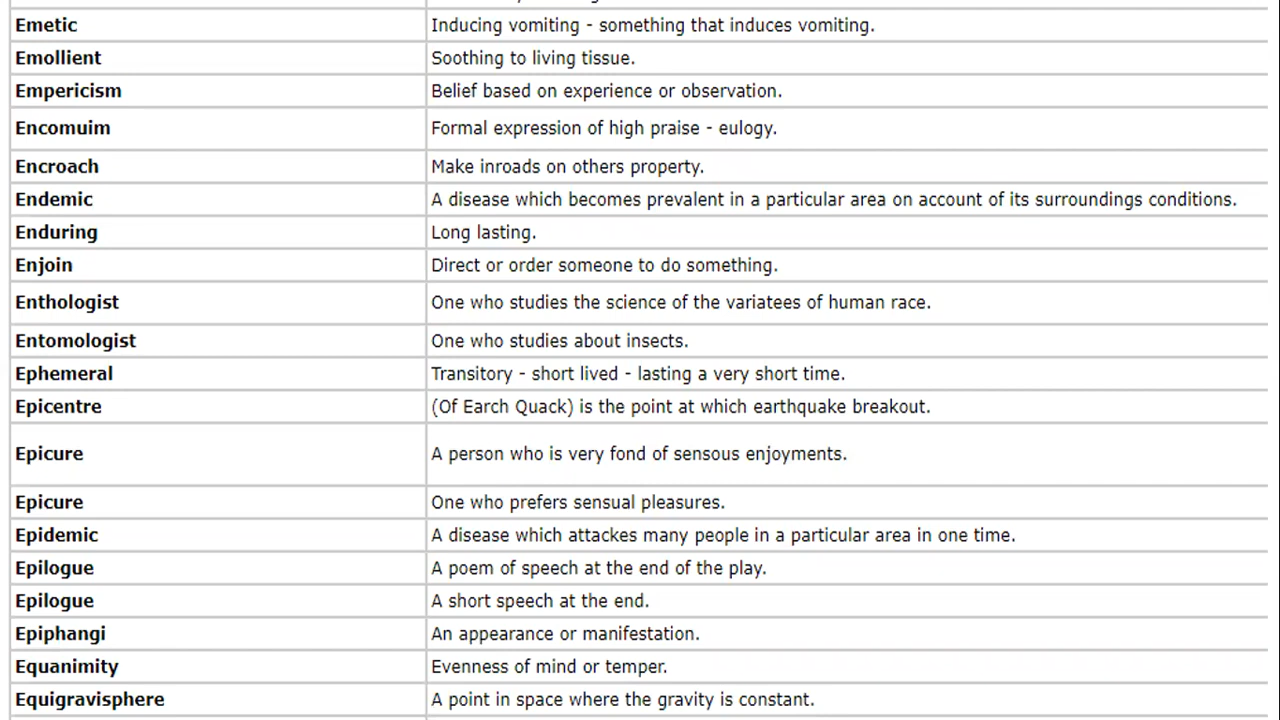 Emetic Inducing vomiting - something that induces vomiting.
Emollient Soothing to living tissue.
Empericism Belief based on experience or observation.
Encomuim Formal expression of high praise - eulogy.
Encroach Make inroads on others property.
Endemic A disease which becomes prevalent in a particular area on account of its surroundings conditions.
Enduring Long lasting.
Enjoin Direct or order someone to do something.
Enthologist One who studies the science of the variatees of human race.
Entomologist One who studies about insects.
Ephemeral Transitory - short lived - lasting a very short time.
Epicentre (Of Earch Quack) is the point at which earthquake breakout.
Epicure A person who is very fond of sensous enjoyments.
Epicure One who prefers sensual pleasures.
Epidemic A disease which attackes many people in a particular area in one time.
Epilogue A poem of speech at the end of the play.
Epilogue A short speech at the end.
Epiphangi An appearance or manifestation.
Equanimity Evenness of mind or temper.
Equigravisphere A point in space where the gravity is constant.